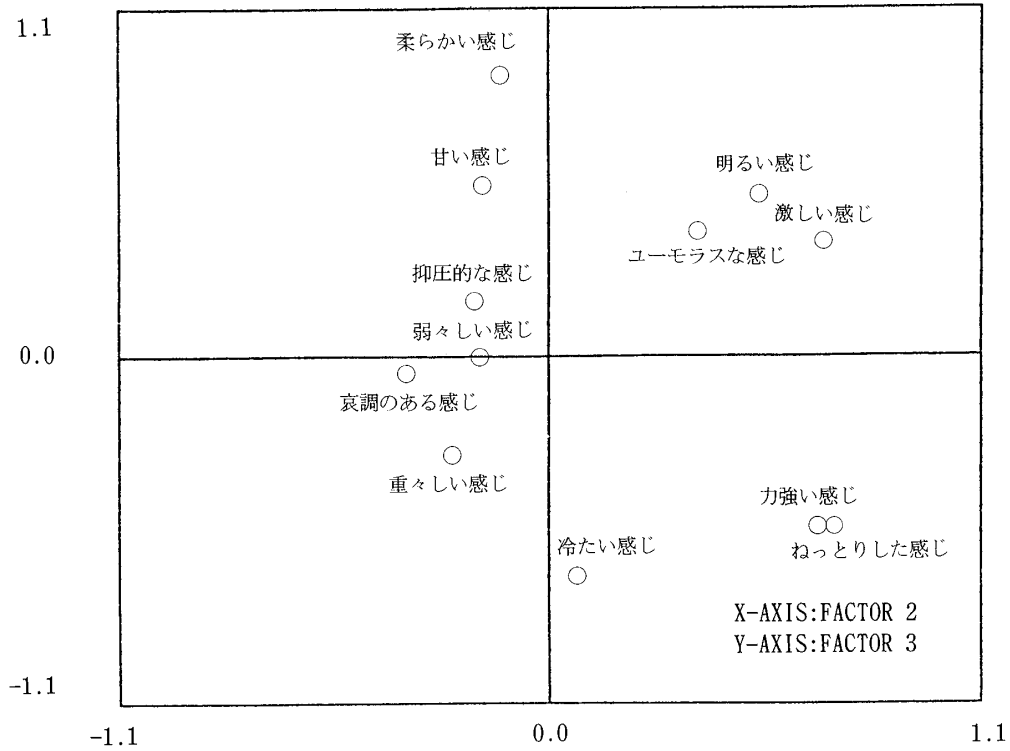 1.1
柔らかい感じ
甘い感じ
明るい感じ
激しい感じ
ユーモラスな感じ
抑圧的な感じ
弱々しい感じ
0.0
哀調のある感じ
重々しい感じ
力強い感じ
冷たい感じ
ねっとりした感じ
X-AXIS:FACTOR 2
Y-AXIS:FACTOR 3
-1.1
-1.1
0.0
1.1